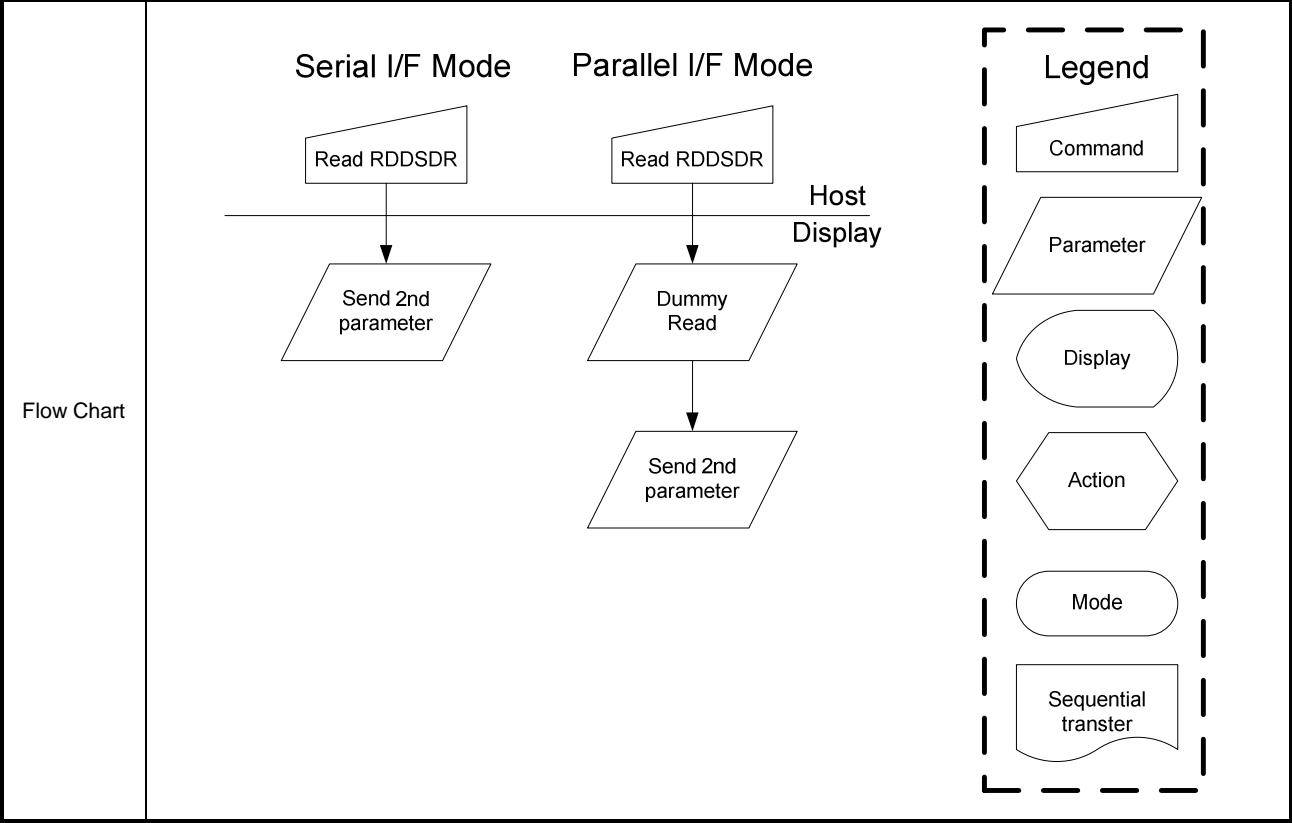 Flow Chart
Serial I/F Mode
Read RDDSDR
Send 2nd
parameter
Parallel I/F Mode
Read RDDSDR
Host
Display
Dummy
Read
Send 2nd
parameter
Legend
Command
Parameter
Display
Action
Mode
Sequential
transter